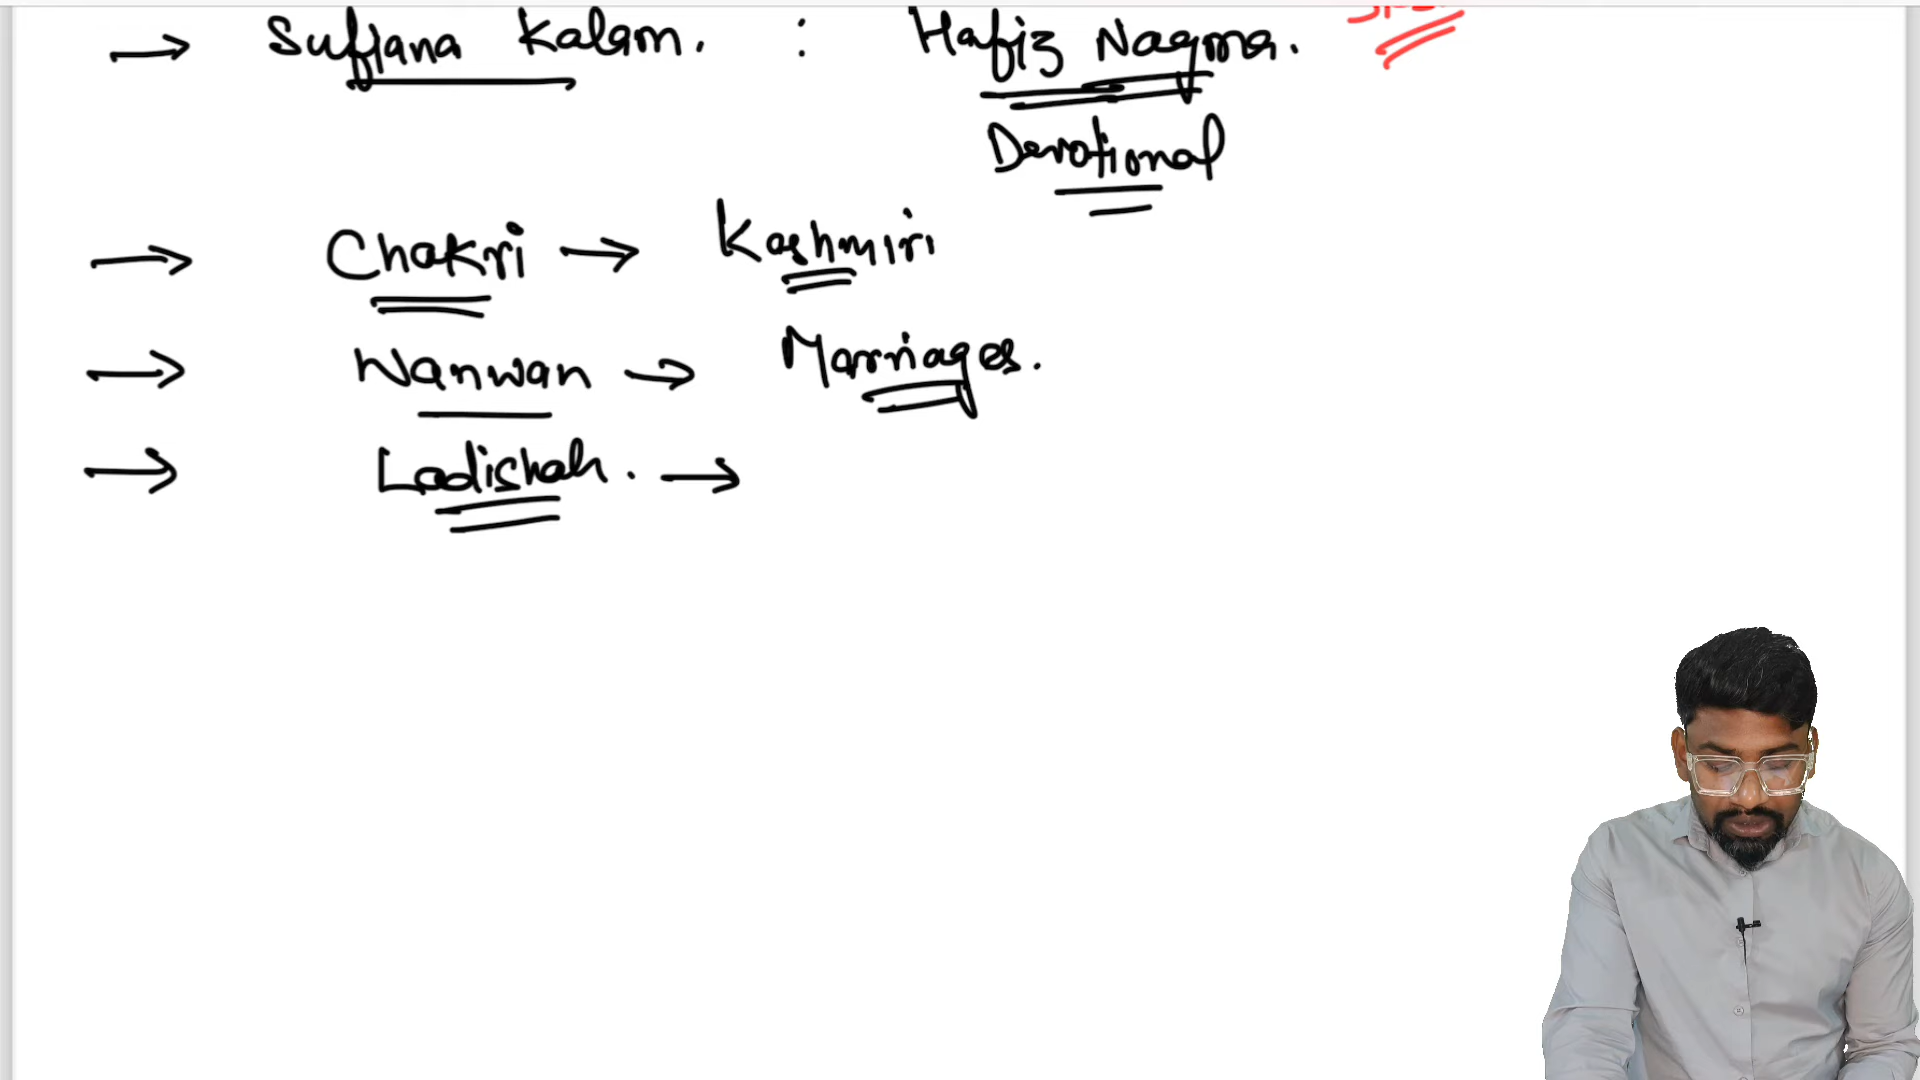 → Sufiana Kalam. : Hafiz Nagma.
Devotional
→ Chakri → Kashmiri
→ Wanwan → Marriages.
→ Ladishah. →